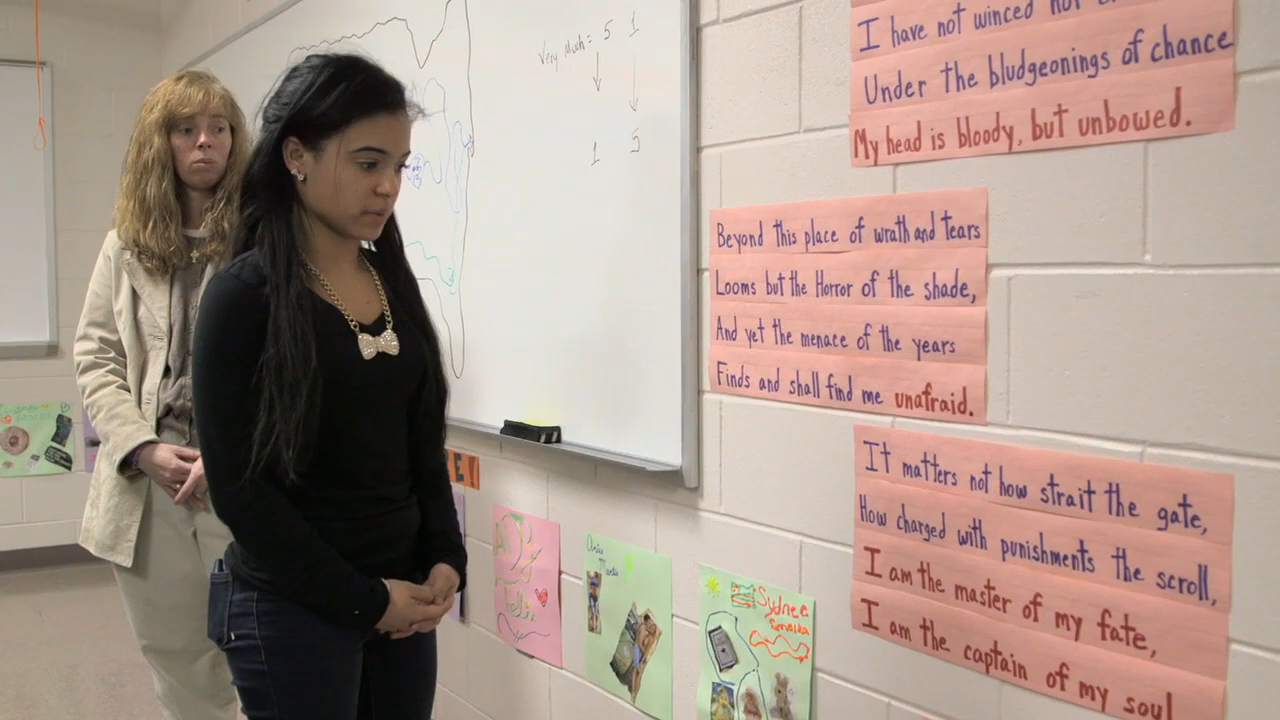 Very Much = 5 1
1 5
I have not winced
Under the bludgeonings of chance
My head is bloody, but unbowed.
Beyond this place of wrath and tears
Looms but the Horror of the shade,
And yet the menace of the years
Finds and shall find me unafraid.
It matters not how strait the gate,
How charged with punishments the scroll,
I am the master of my fate,
I am the captain of my soul
E
Sydnee